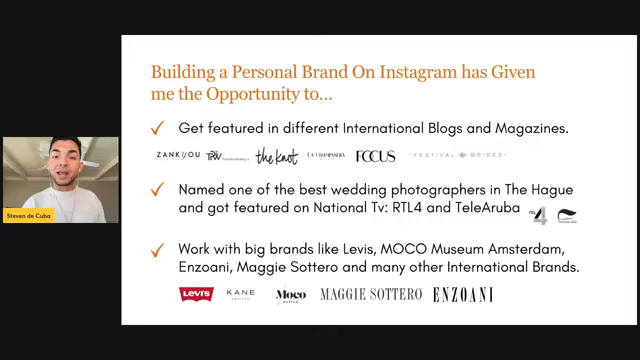 Building a Personal Brand On Instagram has Given
me the Opportunity to...
Get featured in different International Blogs and Magazines.
ZANKYOU
the knot
LA CHAMPANERA
FOCUS
FESTIVAL BRIDES
Named one of the best wedding photographers in The Hague
and got featured on National Tv: RTL4 and TeleAruba
rtl 4
Steven de Cuba
Work with big brands like Levis, MOCO Museum Amsterdam,
Enzoani, Maggie Sottero and many other International Brands.
LEVI'S
KANE
Moco
MAGGIE SOTTERO
ENZOANI